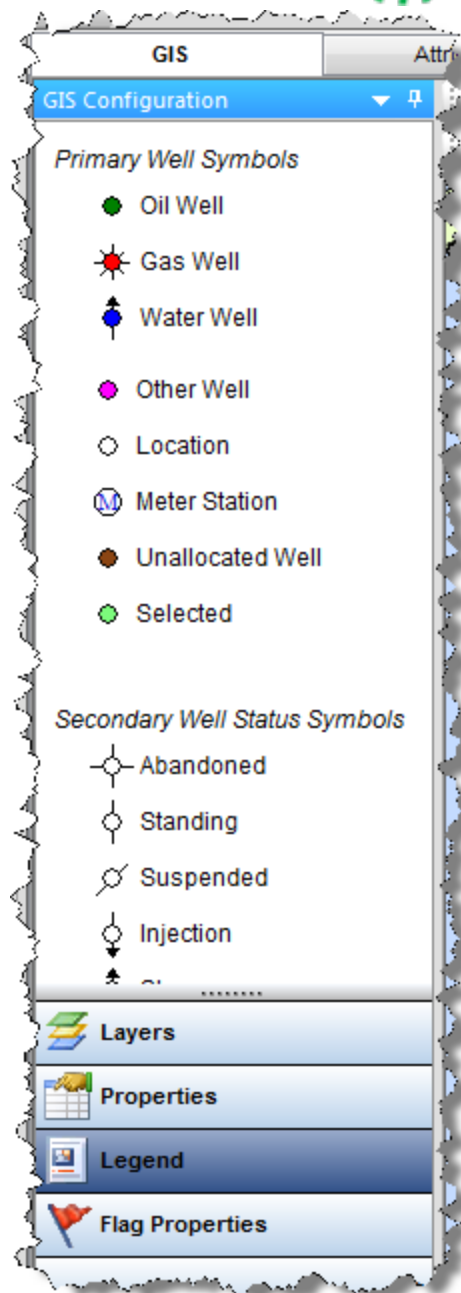 GIS
GIS Configuration
Primary Well Symbols
Oil Well
Gas Well
Water Well
Other Well
Location
M Meter Station
Unallocated Well
Selected
Secondary Well Status Symbols
Abandoned
Standing
Suspended
Injection
Layers
Properties
Legend
Flag Properties